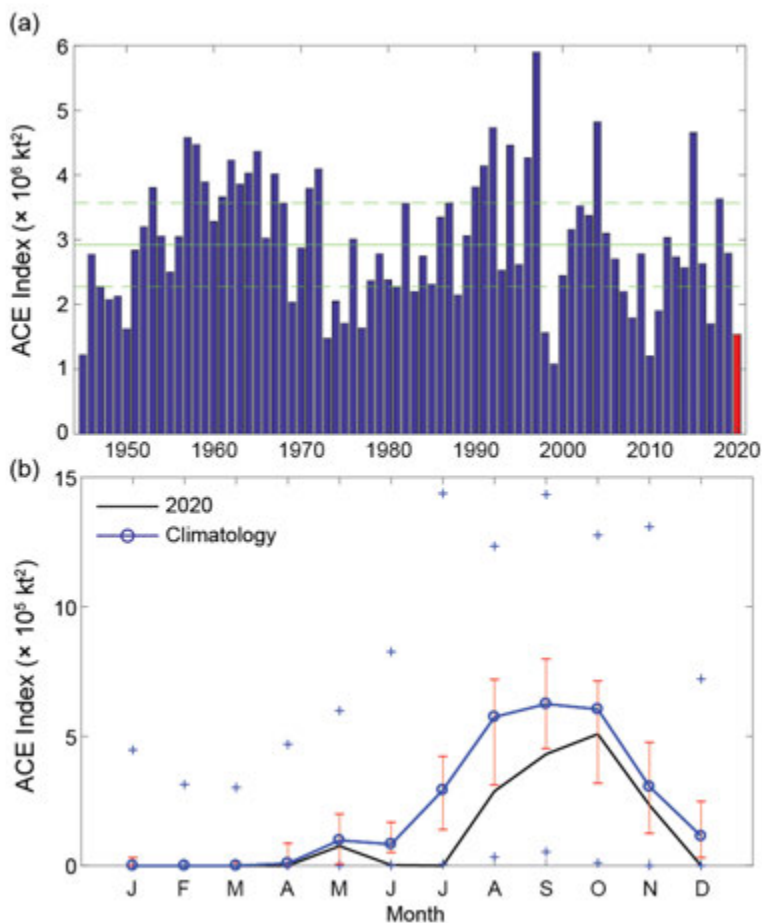 (a)
6
5
4
3
2
1
0
ACE Index (× 10⁶ kt²)
1950 1960 1970 1980 1990 2000 2010 2020
(b)
15
10
5
0
ACE Index (× 10⁵ kt²)
2020
Climatology
J F M A M J J A S O N D
Month